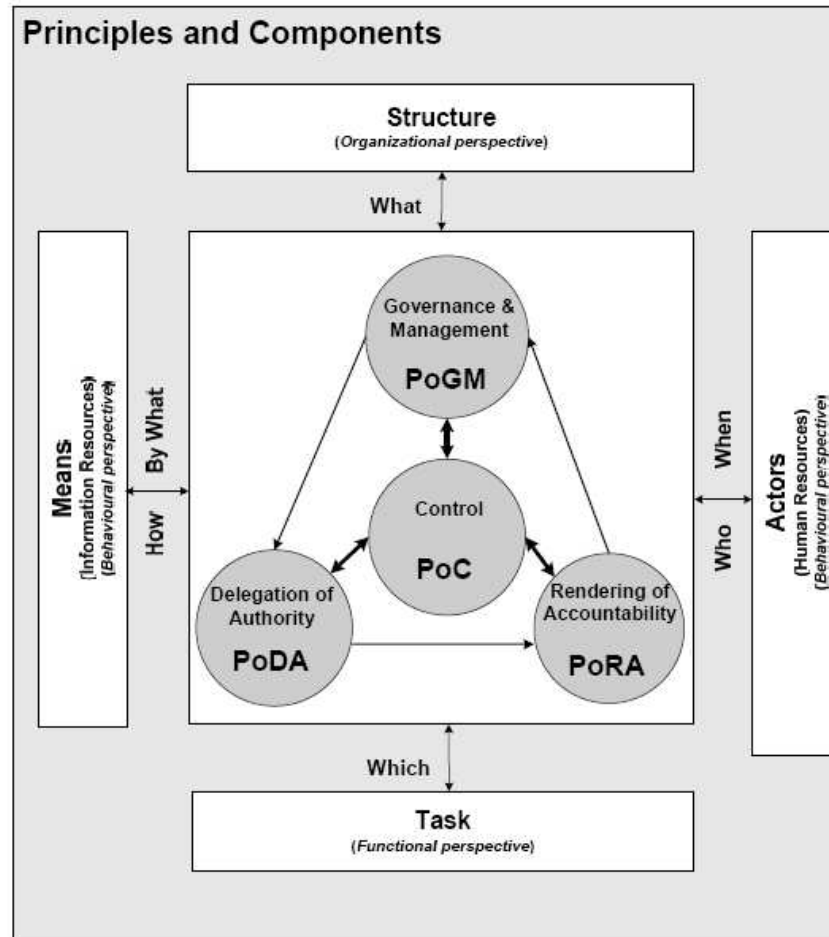 Principles and Components
Structure
(Organizational perspective)
What
Governance &
Management
PoGM
Control
PoC
Delegation of
Authority
PoDA
Rendering of
Accountability
PoRA
Means
[Information Resources)
(Behavioural perspective)
By What
How
When
Who
Actors
(Human Resources)
(Behavioural perspective)
Which
Task
(Functional perspective)